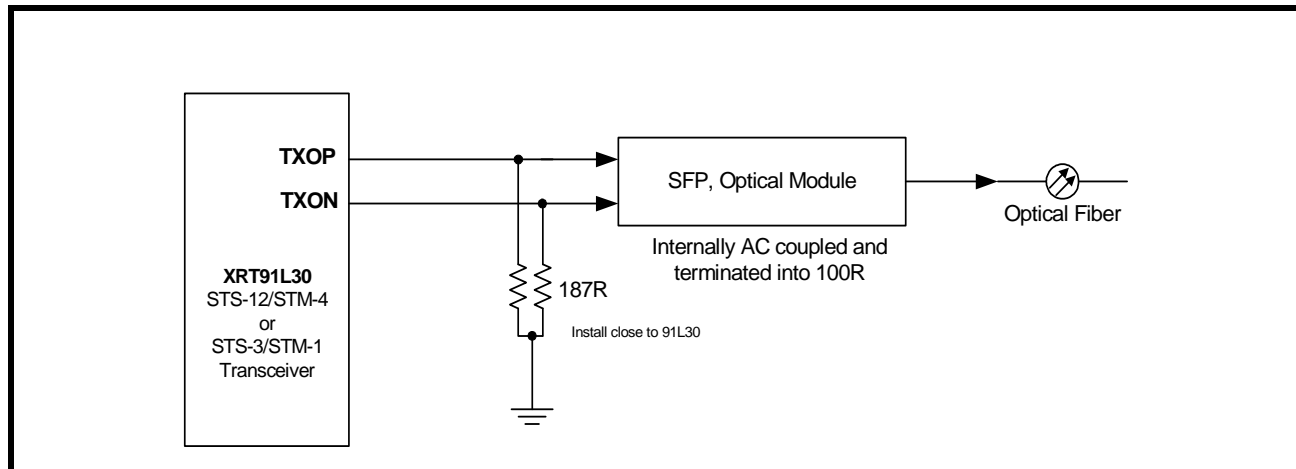 TXOP
TXON
XRT91L30
STS-12/STM-4
or
STS-3/STM-1
Transceiver
SFP, Optical Module
Internally AC coupled and
terminated into 100R
187R
Install close to 91L30
Optical Fiber